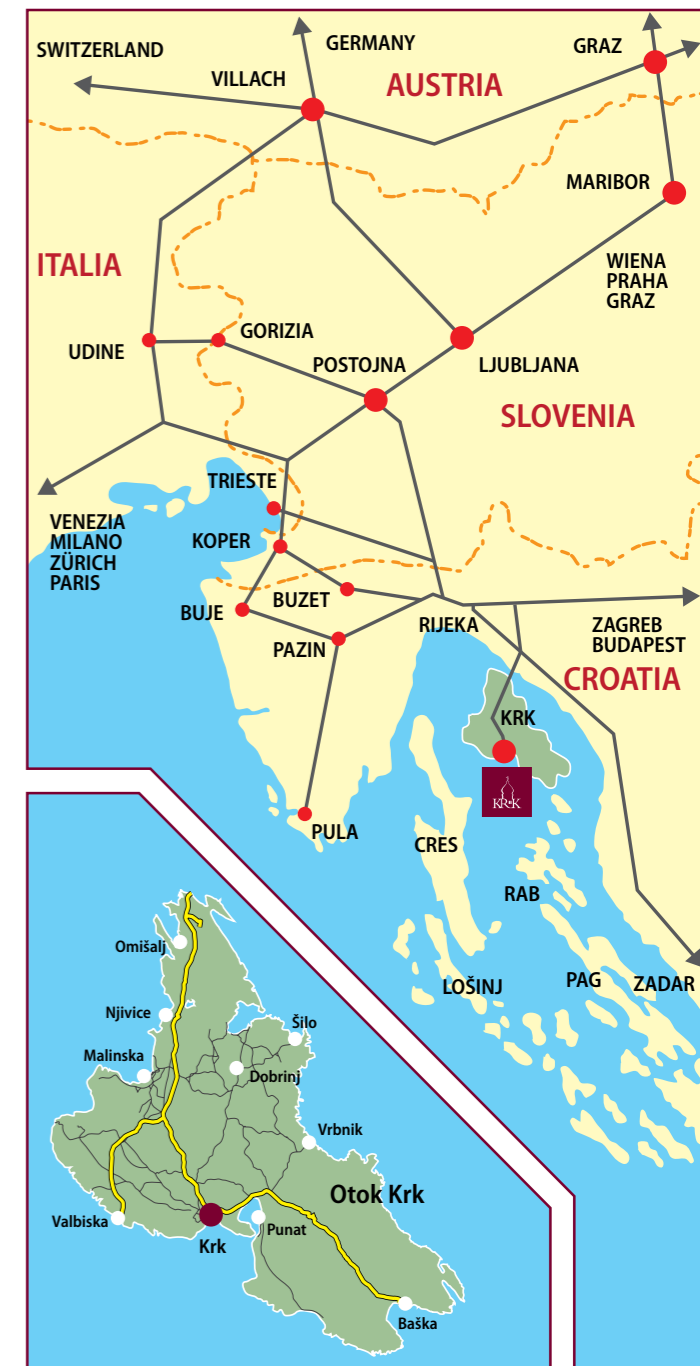 SWITZERLAND
GERMANY
GRAZ
VILLACH
AUSTRIA
MARIBOR
ITALIA
WIENA
PRAHA
GRAZ
UDINE
GORIZIA
POSTOJNA
LJUBLJANA
SLOVENIA
TRIESTE
VENEZIA
MILANO
ZÜRICH
PARIS
KOPER
BUJE
BUZET
PAZIN
RIJEKA
ZAGREB
BUDAPEST
CROATIA
KRK
KR•K
PULA
CRES
RAB
LOŠINJ
PAG
ZADAR
Omišalj
Njivice
Šilo
Malinska
Dobrinj
Vrbnik
Otok Krk
Valbiska
Krk
Punat
Baška